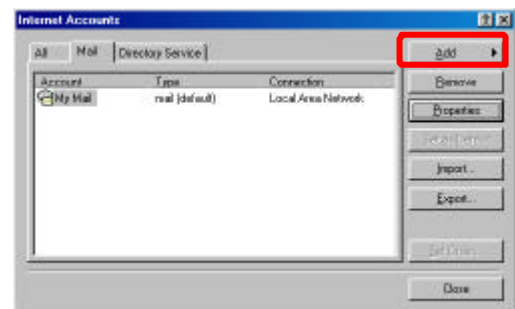 Internet Accounts
All Mail Directory Service
Add
Account Type Connection
My Mail mail (default) Local Area Network
Remove
Properties
Import...
Export...
Close